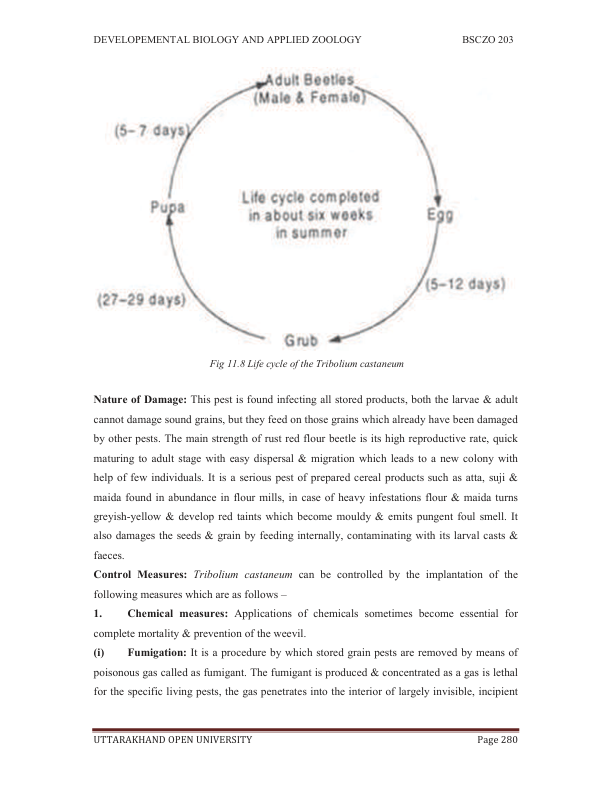 DEVELOPEMENTAL BIOLOGY AND APPLIED ZOOLOGY BSCZO 203
Adult Beetles
(Male & Female)
(5–7 days)
Pupa
Life cycle completed
in about six weeks
in summer
Egg
(5–12 days)
(27–29 days)
Grub
Fig 11.8 Life cycle of the Tribolium castaneum
Nature of Damage: This pest is found infecting all stored products, both the larvae & adult
cannot damage sound grains, but they feed on those grains which already have been damaged
by other pests. The main strength of rust red flour beetle is its high reproductive rate, quick
maturing to adult stage with easy dispersal & migration which leads to a new colony with
help of few individuals. It is a serious pest of prepared cereal products such as atta, suji &
maida found in abundance in flour mills, in case of heavy infestations flour & maida turns
greyish-yellow & develop red taints which become mouldy & emits pungent foul smell. It
also damages the seeds & grain by feeding internally, contaminating with its larval casts &
faeces.
Control Measures: Tribolium castaneum can be controlled by the implantation of the
following measures which are as follows –
1. Chemical measures: Applications of chemicals sometimes become essential for
complete mortality & prevention of the weevil.
(i) Fumigation: It is a procedure by which stored grain pests are removed by means of
poisonous gas called as fumigant. The fumigant is produced & concentrated as a gas is lethal
for the specific living pests, the gas penetrates into the interior of largely invisible, incipient
UTTARAKHAND OPEN UNIVERSITY Page 280